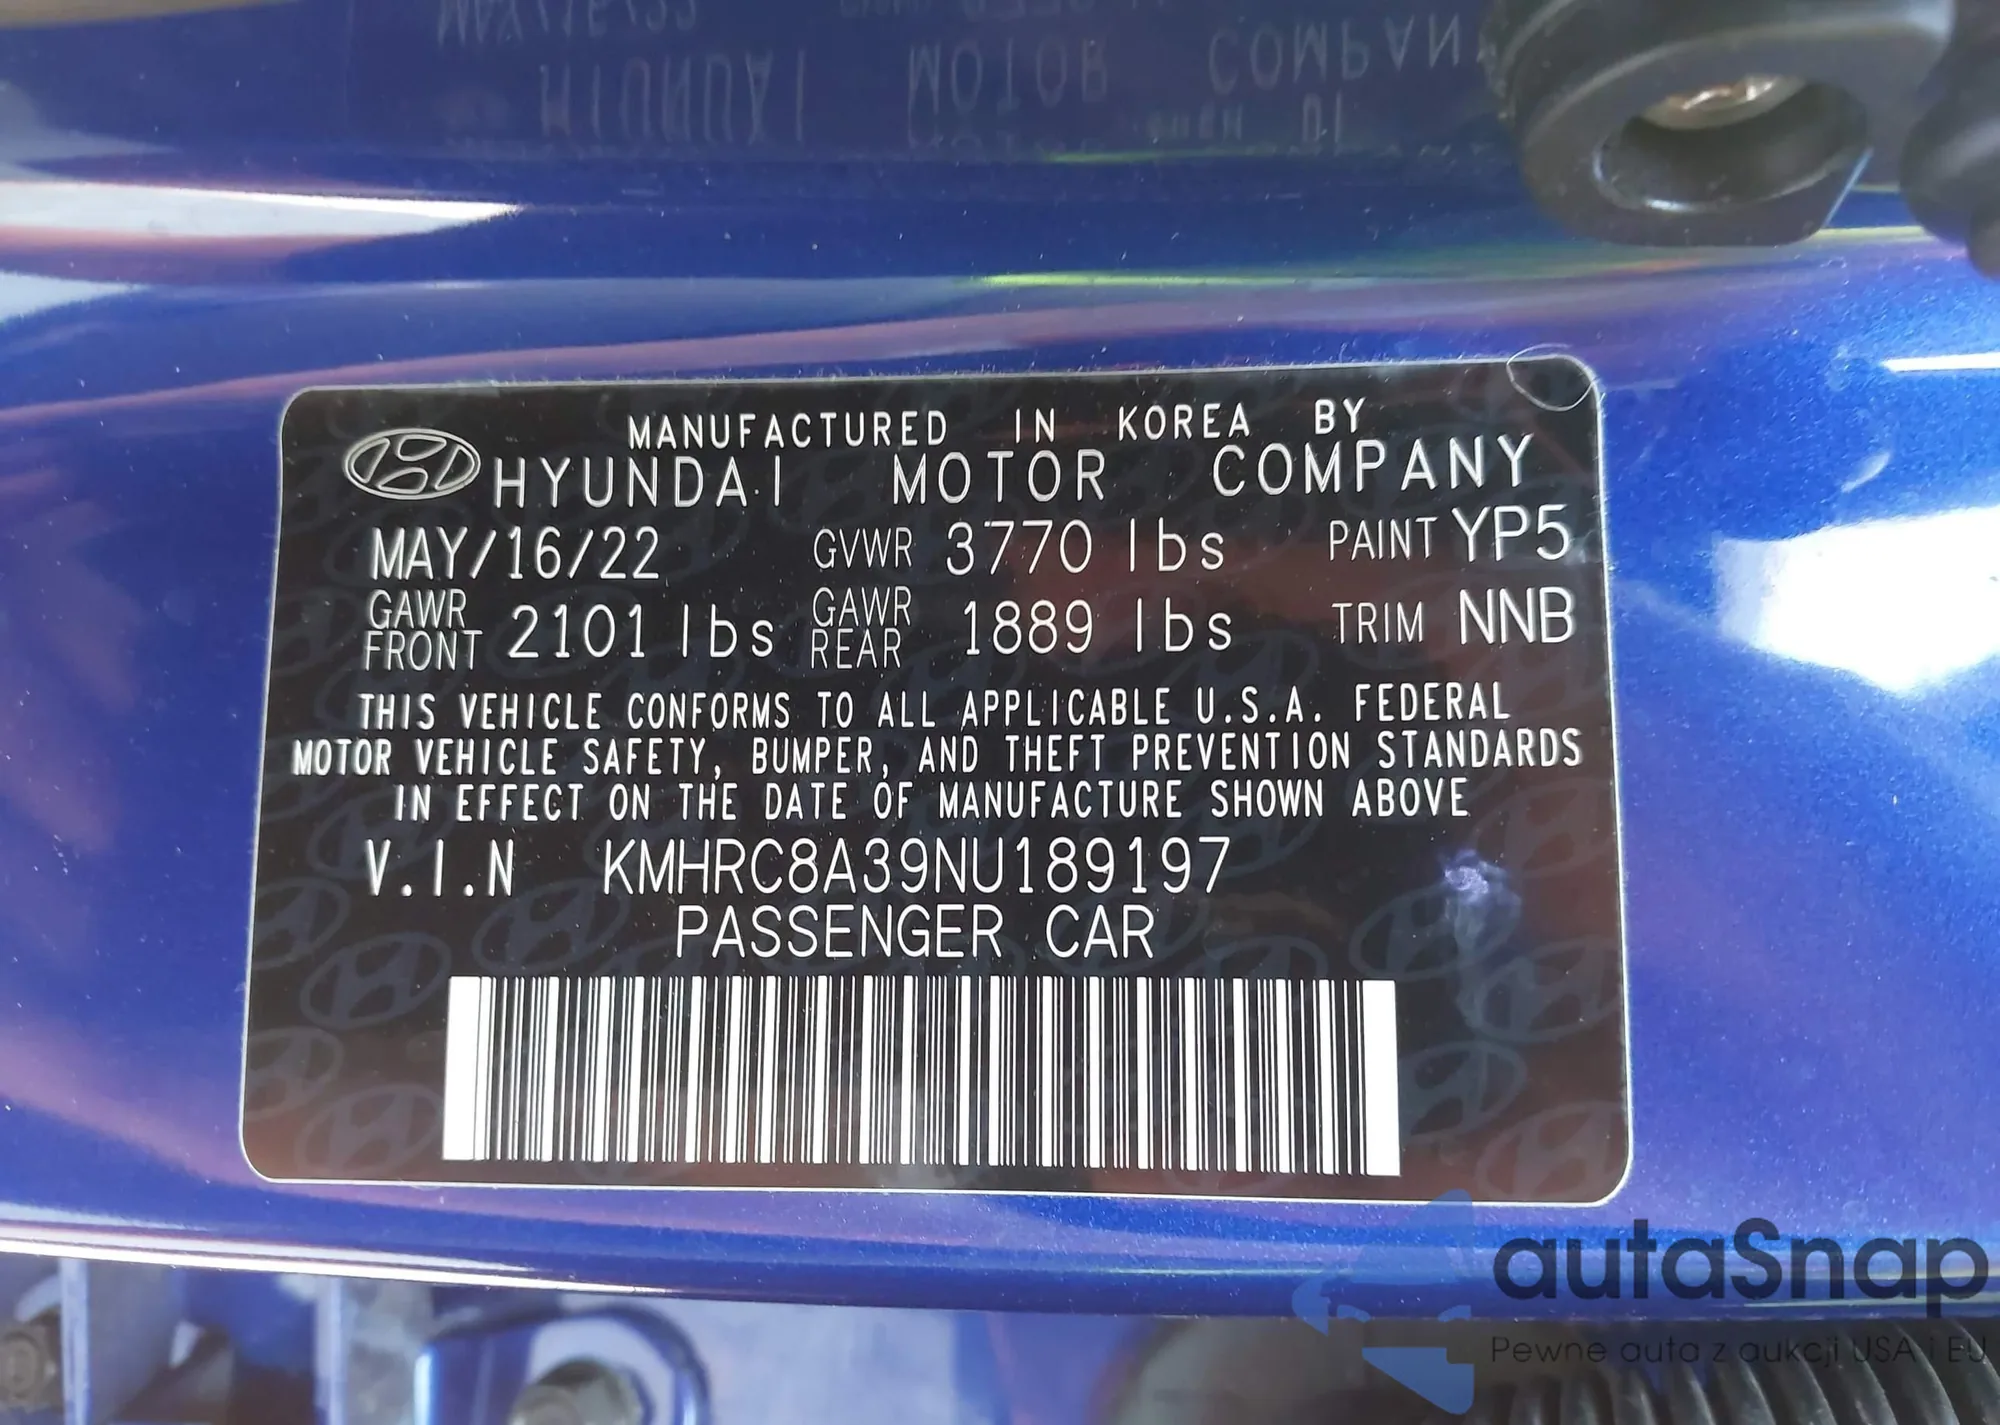 MANUFACTURED IN KOREA BY
HYUNDAI MOTOR COMPANY
MAY/16/22 GVWR 3770 lbs PAINT YP5
GAWR FRONT 2101 lbs GAWR REAR 1889 lbs TRIM NNB
THIS VEHICLE CONFORMS TO ALL APPLICABLE U.S.A. FEDERAL
MOTOR VEHICLE SAFETY, BUMPER, AND THEFT PREVENTION STANDARDS
IN EFFECT ON THE DATE OF MANUFACTURE SHOWN ABOVE
V.I.N KMHRC8A39NU189197
PASSENGER CAR
autaSnap
Pewne auta z aukcji USA i EU